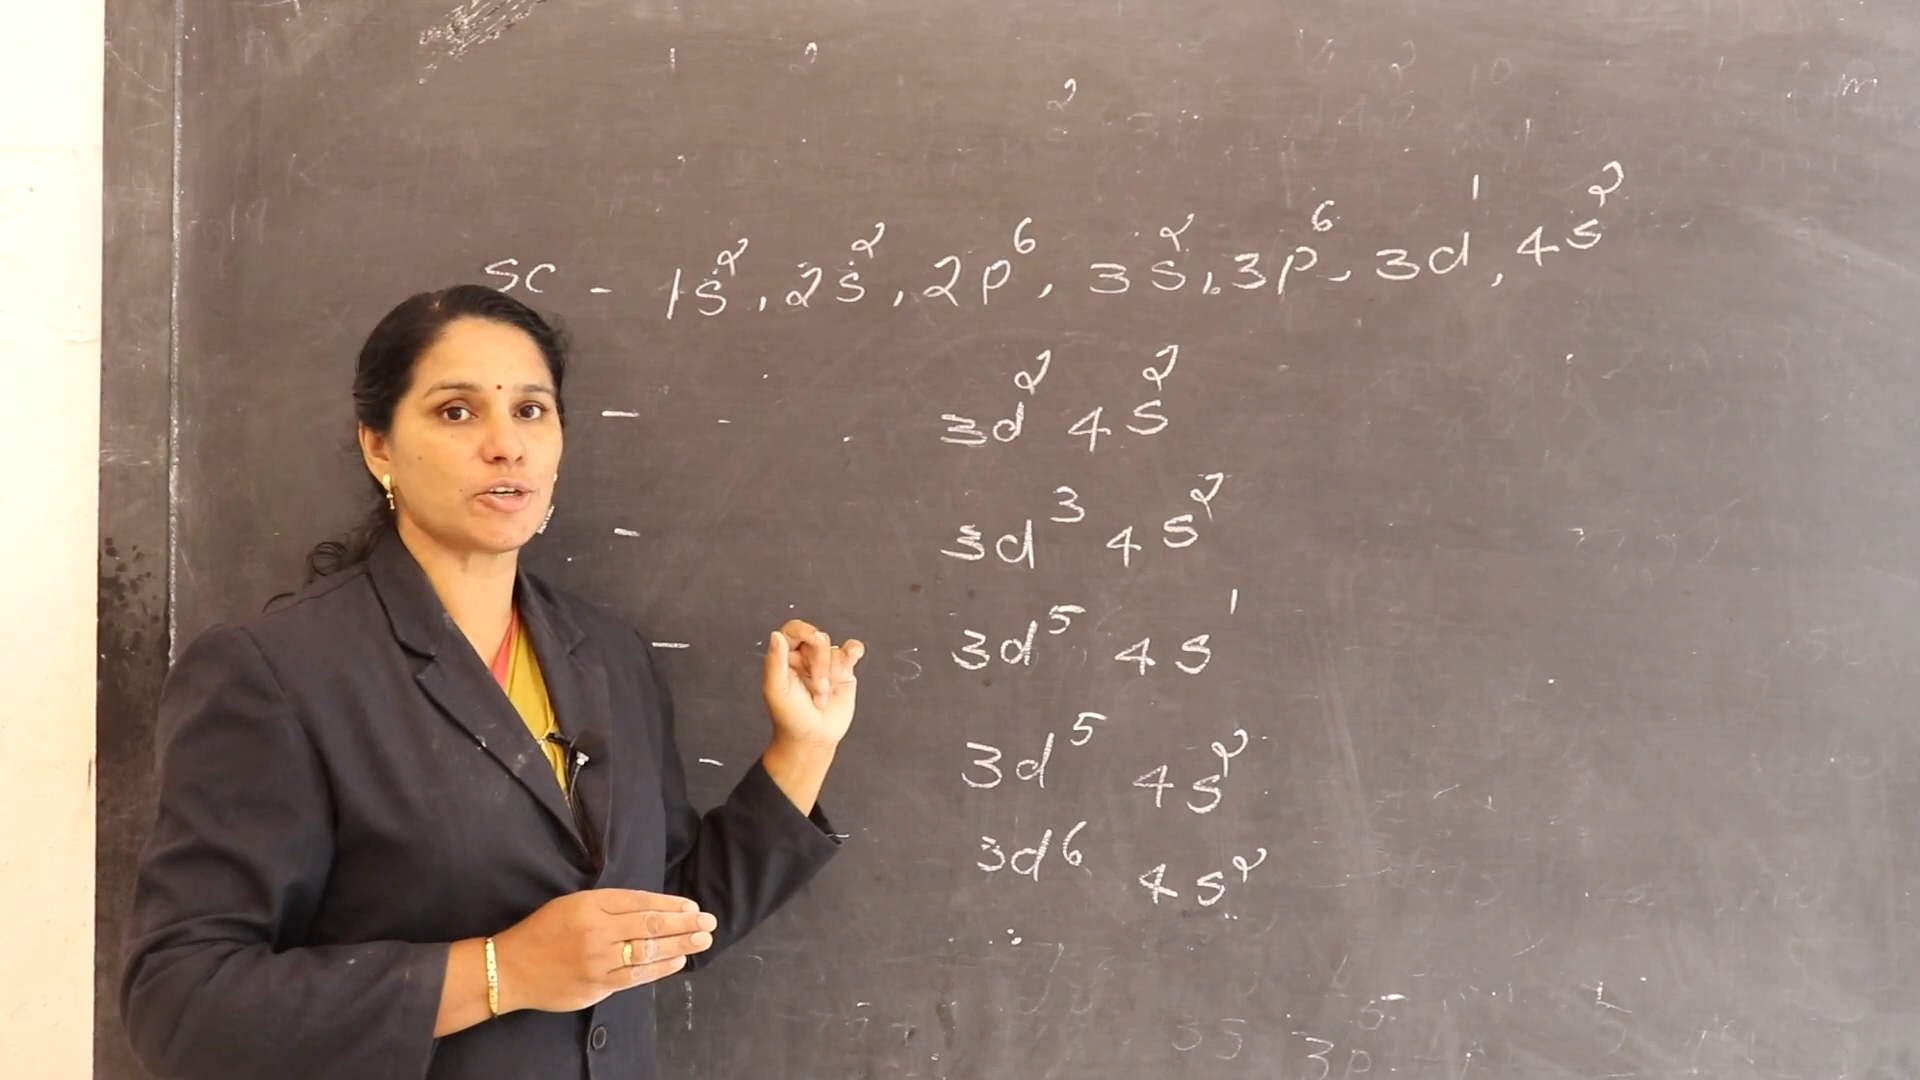 SC - 1s², 2s², 2p⁶, 3s², 3p⁶, 3d¹, 4s²
- 3d² 4s²
- 3d³ 4s²
- 3d⁵ 4s¹
- 3d⁵ 4s²
3d⁶ 4s²